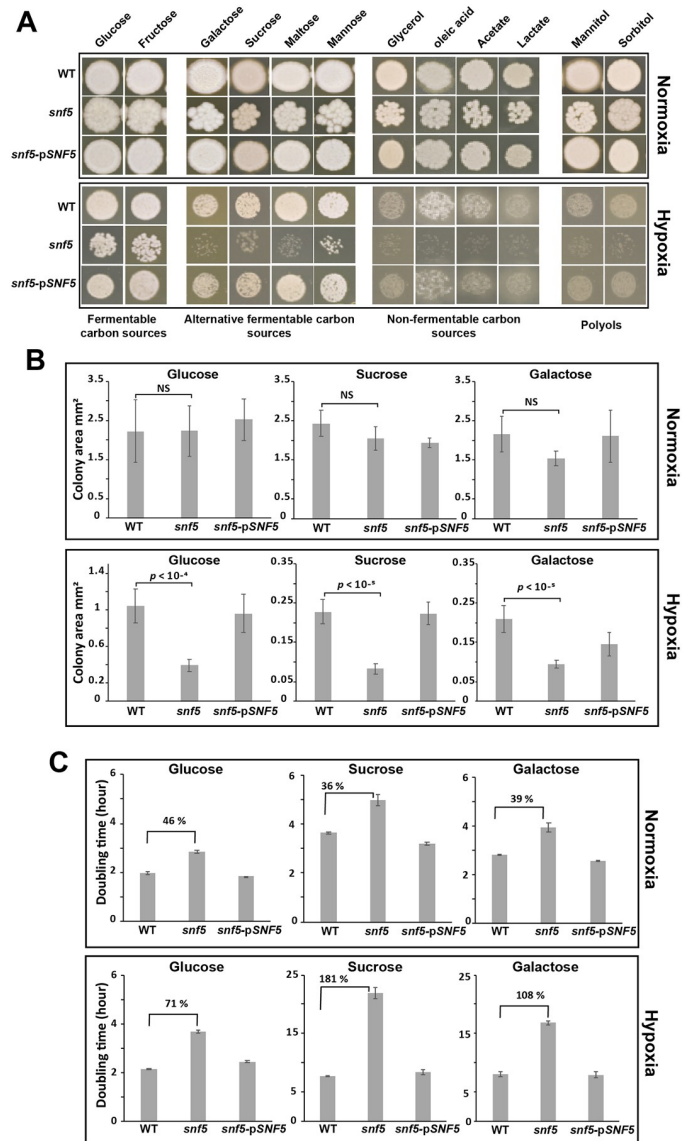 A
Glucose Fructose Galactose Sucrose Maltose Mannose Glycerol oleic acid Acetate Lactate Mannitol Sorbitol
WT
snf5
snf5-pSNF5
Normoxia
WT
snf5
snf5-pSNF5
Hypoxia
Fermentable carbon sources
Alternative fermentable carbon sources
Non-fermentable carbon sources
Polyols
B
Glucose Sucrose Galactose
Colony area mm²
3.5 2.5 1.5 0.5 0
NS
WT snf5 snf5-pSNF5
3.5 2.5 1.5 0.5 0
NS
WT snf5 snf5-pSNF5
3.5 2.5 1.5 0.5 0
NS
WT snf5 snf5-pSNF5
Normoxia
Glucose Sucrose Galactose
Colony area mm²
1.4 1 0.6 0.2 0
p < 10-⁴
WT snf5 snf5-pSNF5
0.35 0.25 0.15 0.05 0
p < 10-⁵
WT snf5 snf5-pSNF5
0.35 0.25 0.15 0.05 0
p < 10-⁵
WT snf5 snf5-pSNF5
Hypoxia
C
Glucose Sucrose Galactose
Doubling time (hour)
6 4 2 0
46 %
WT snf5 snf5-pSNF5
6 4 2 0
36 %
WT snf5 snf5-pSNF5
6 4 2 0
39 %
WT snf5 snf5-pSNF5
Normoxia
Glucose Sucrose Galactose
Doubling time (hour)
6 4 2 0
71 %
WT snf5 snf5-pSNF5
25 15 5 0
181 %
WT snf5 snf5-pSNF5
25 15 5 0
108 %
WT snf5 snf5-pSNF5
Hypoxia